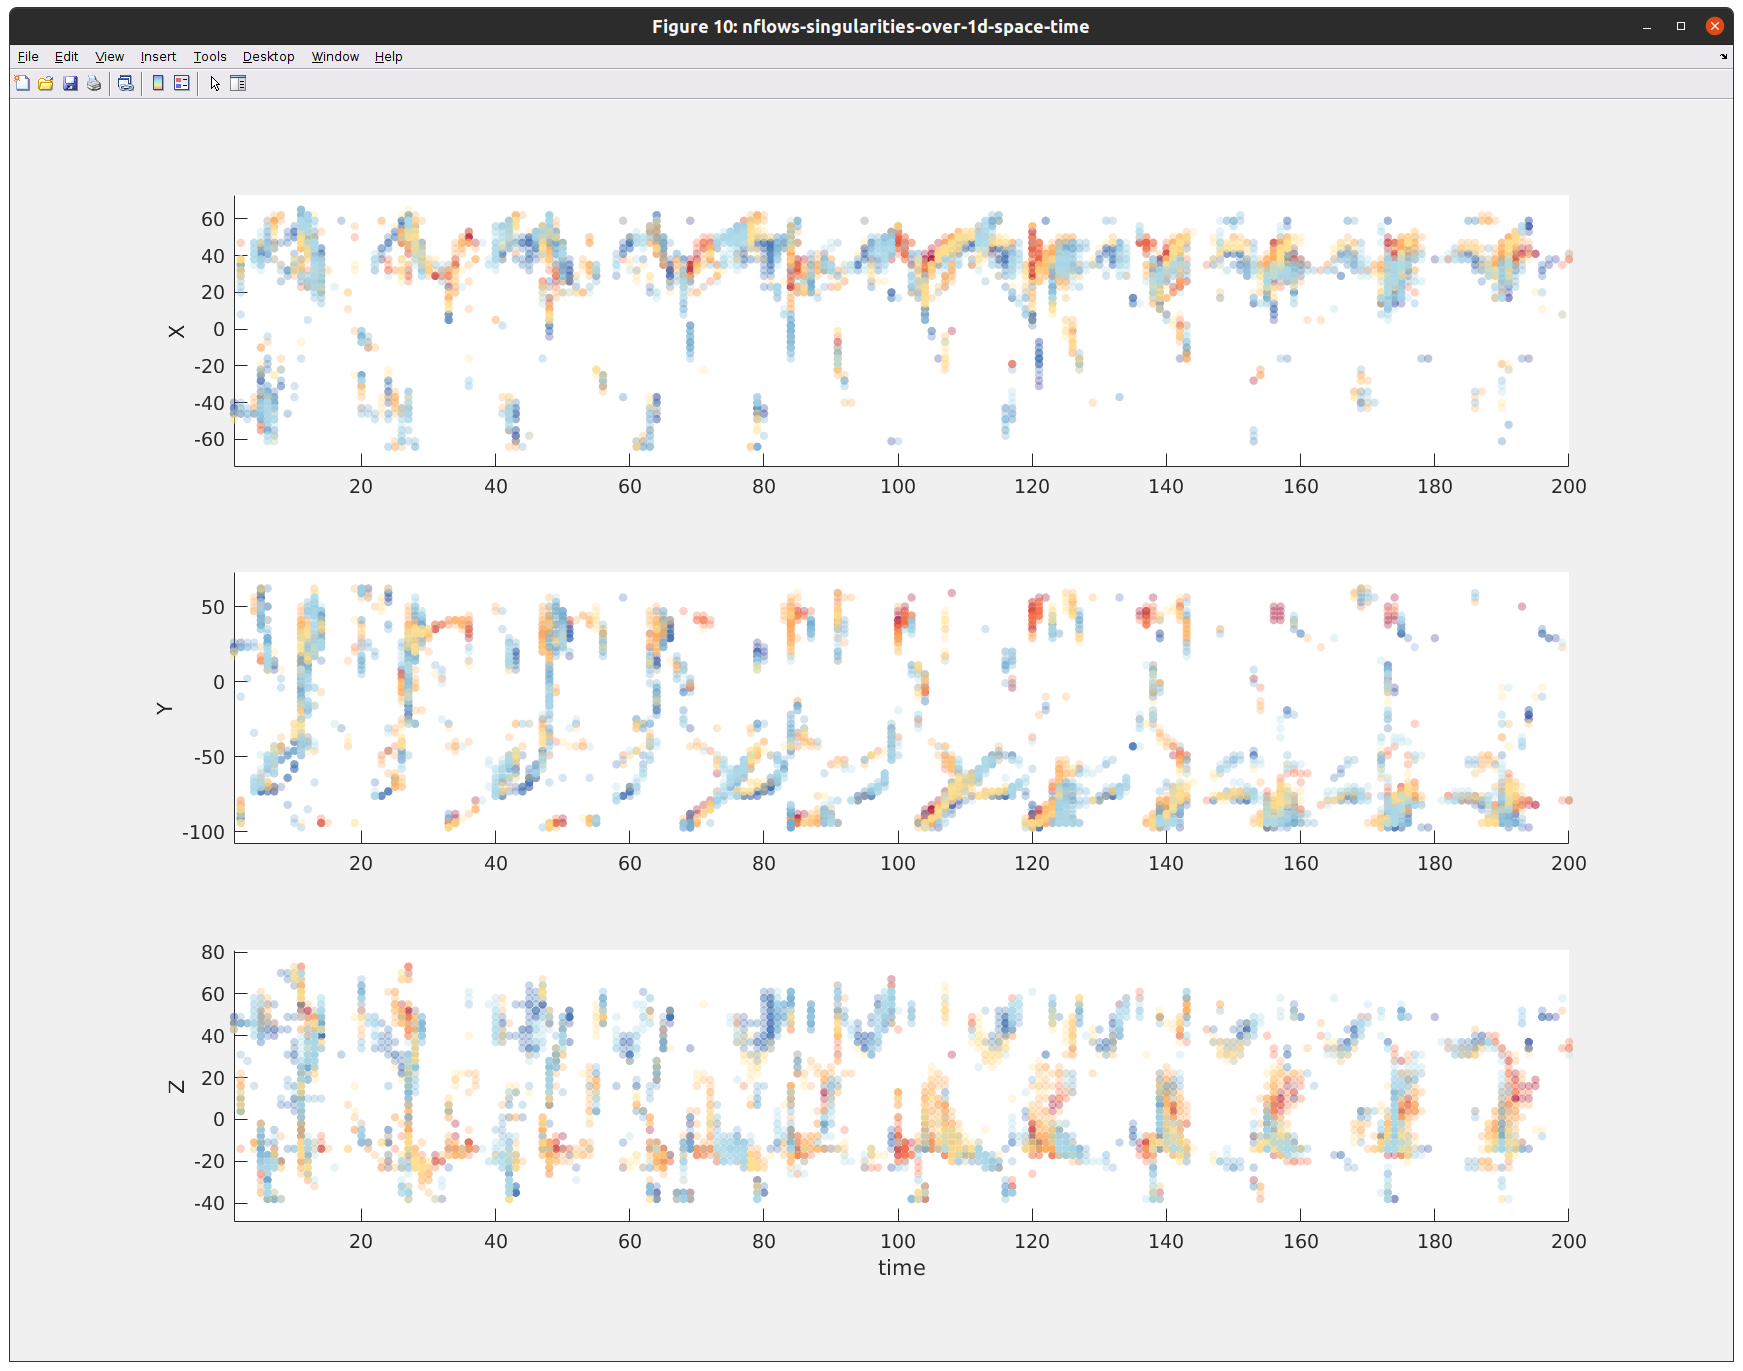 Figure 10: nflows-singularities-over-1d-space-time
File Edit View Insert Tools Desktop Window Help
60
40
20
0
-20
-40
-60
X
20 40 60 80 100 120 140 160 180 200
50
0
-50
-100
Y
20 40 60 80 100 120 140 160 180 200
80
60
40
20
0
-20
-40
Z
20 40 60 80 100 120 140 160 180 200
time